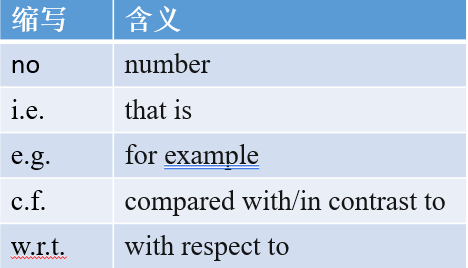 缩写 含义
no number
i.e. that is
e.g. for example
c.f. compared with/in contrast to
w.r.t. with respect to